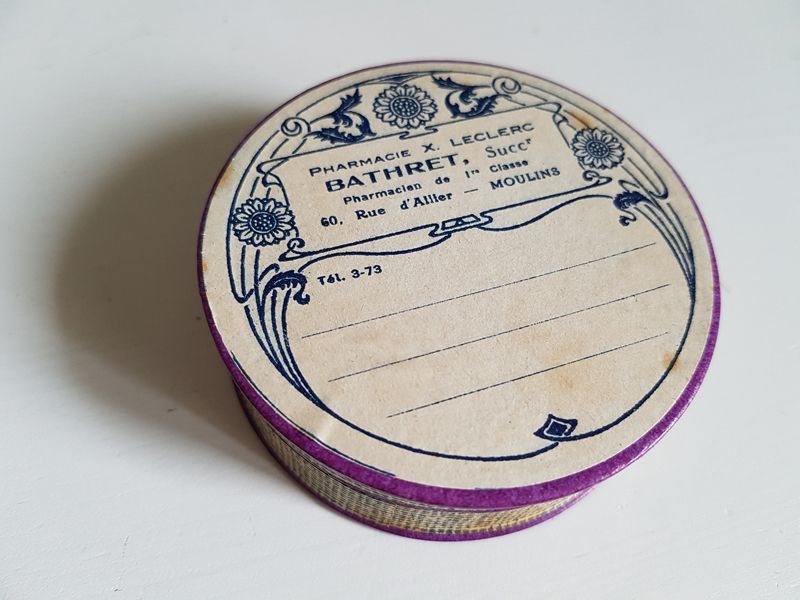 PHARMACIE X. LECLERC
BATHRET, Succr
Pharmacien de 1re Classe
60, Rue d'Allier — MOULINS
Tél. 3-73